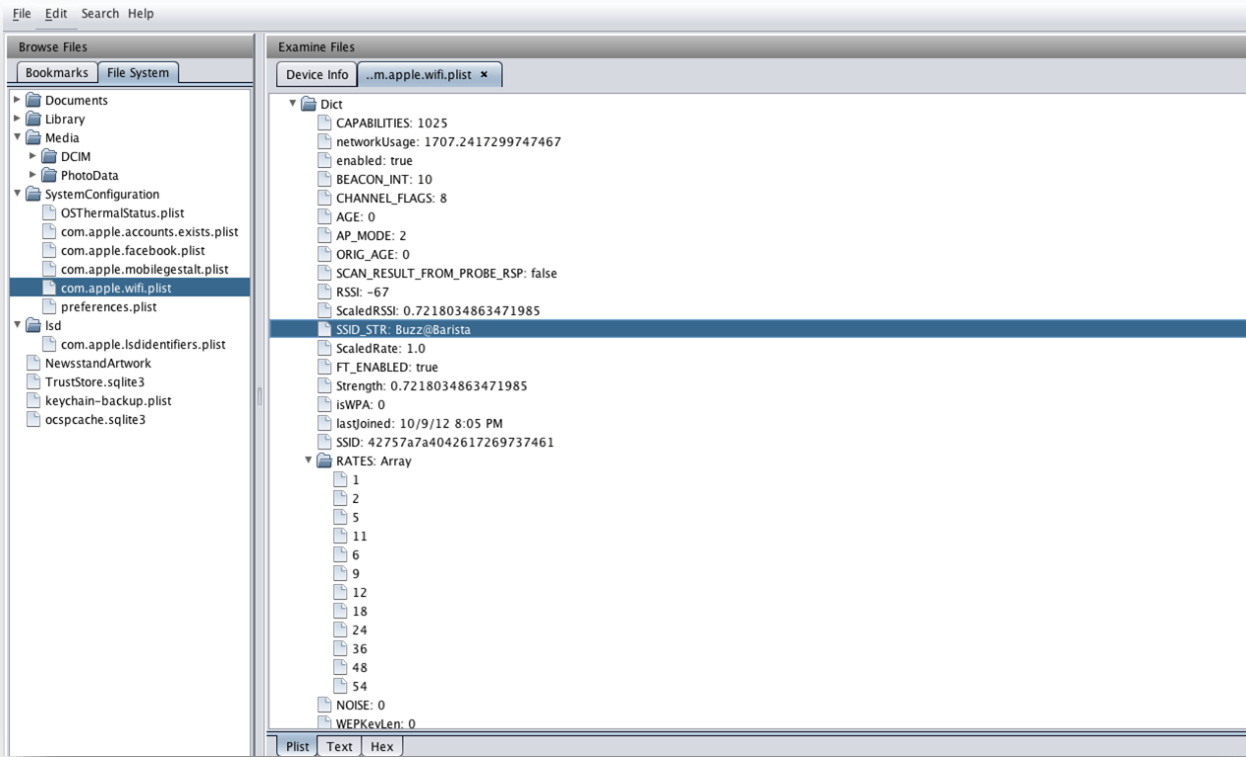 File Edit Search Help
Browse Files
Bookmarks File System
Documents
Library
Media
DCIM
PhotoData
SystemConfiguration
OSThermalStatus.plist
com.apple.accounts.exists.plist
com.apple.facebook.plist
com.apple.mobilegestalt.plist
com.apple.wifi.plist
preferences.plist
lsd
com.apple.lsdidentifiers.plist
NewsstandArtwork
TrustStore.sqlite3
keychain-backup.plist
ocspcache.sqlite3
Examine Files
Device Info ..m.apple.wifi.plist ×
Dict
CAPABILITIES: 1025
networkUsage: 1707.2417299747467
enabled: true
BEACON_INT: 10
CHANNEL_FLAGS: 8
AGE: 0
AP_MODE: 2
ORIG_AGE: 0
SCAN_RESULT_FROM_PROBE_RSP: false
RSSI: -67
ScaledRSSI: 0.7218034863471985
SSID_STR: Buzz@Barista
ScaledRate: 1.0
FT_ENABLED: true
Strength: 0.7218034863471985
isWPA: 0
lastJoined: 10/9/12 8:05 PM
SSID: 42757a7a4042617269737461
RATES: Array
1
2
5
11
6
9
12
18
24
36
48
54
NOISE: 0
WEPKeyLen: 0
Plist Text Hex